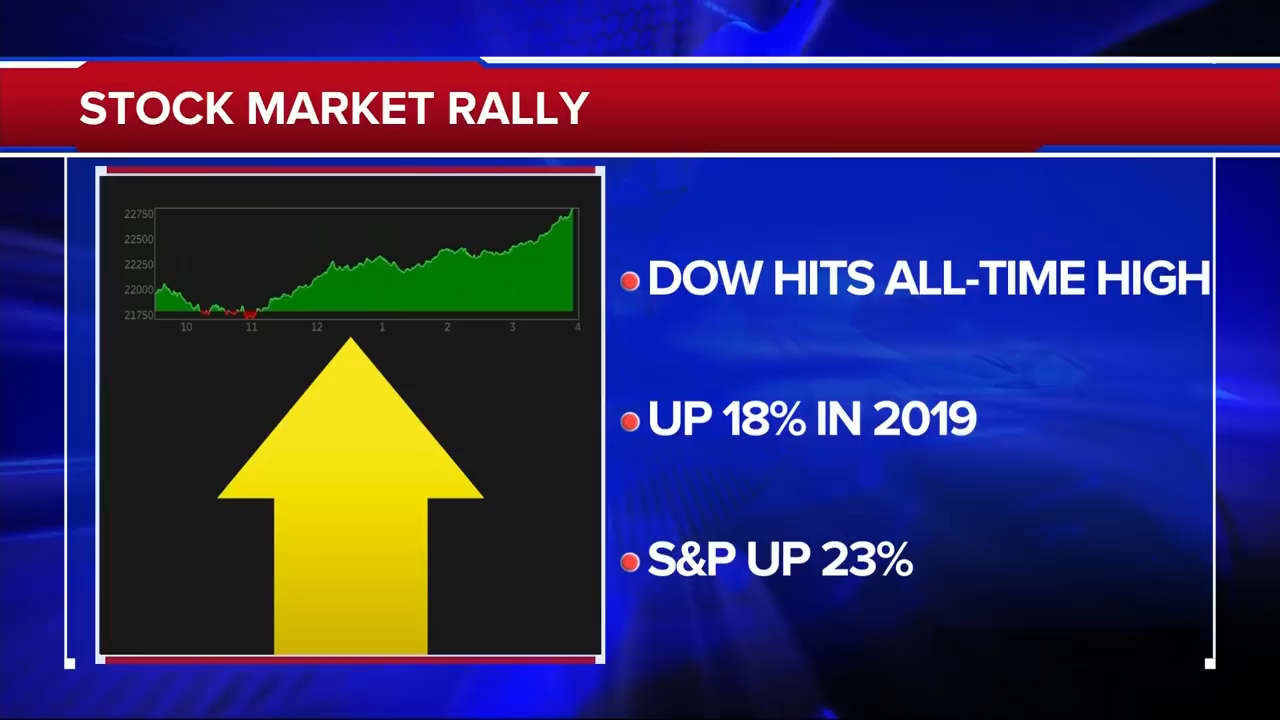 STOCK MARKET RALLY
22750
22500
22250
22000
21750
10 11 12 1 2 3 4
DOW HITS ALL-TIME HIGH
UP 18% IN 2019
S&P UP 23%